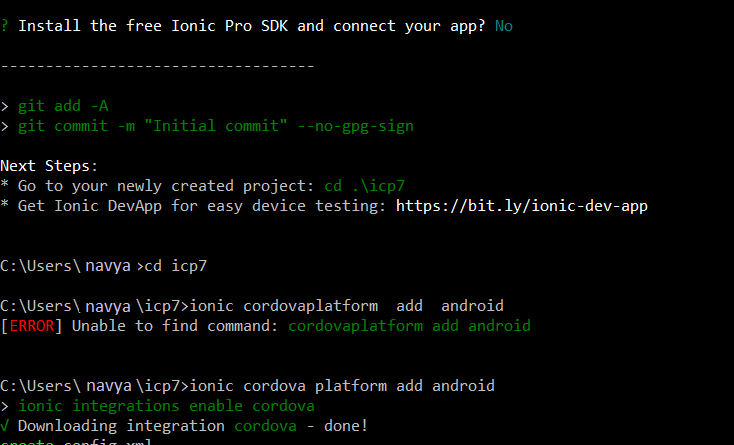 ? Install the free Ionic Pro SDK and connect your app? No
-----------------------------------
> git add -A
> git commit -m "Initial commit" --no-gpg-sign
Next Steps:
* Go to your newly created project: cd .\icp7
* Get Ionic DevApp for easy device testing: https://bit.ly/ionic-dev-app
C:\Users\ navya >cd icp7
C:\Users\ navya \icp7>ionic cordovaplatform  add  android
[ERROR] Unable to find command: cordovaplatform add android
C:\Users\ navya \icp7>ionic cordova platform add android
> ionic integrations enable cordova
√ Downloading integration cordova - done!
create config.xml